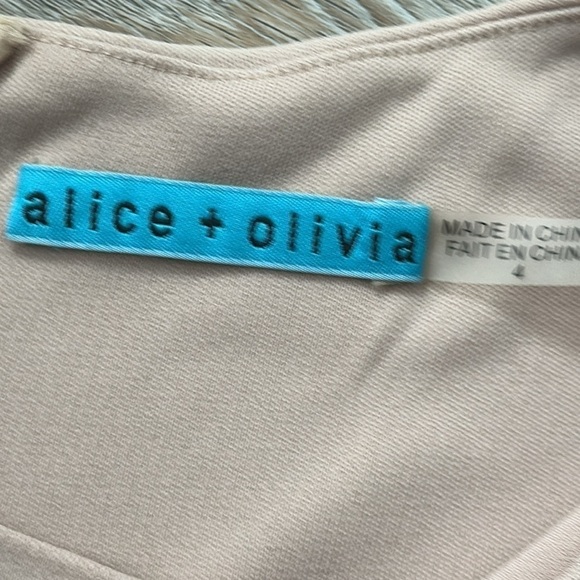 alice + olivia
MADE IN CHIN
FAIT EN CHIN
4